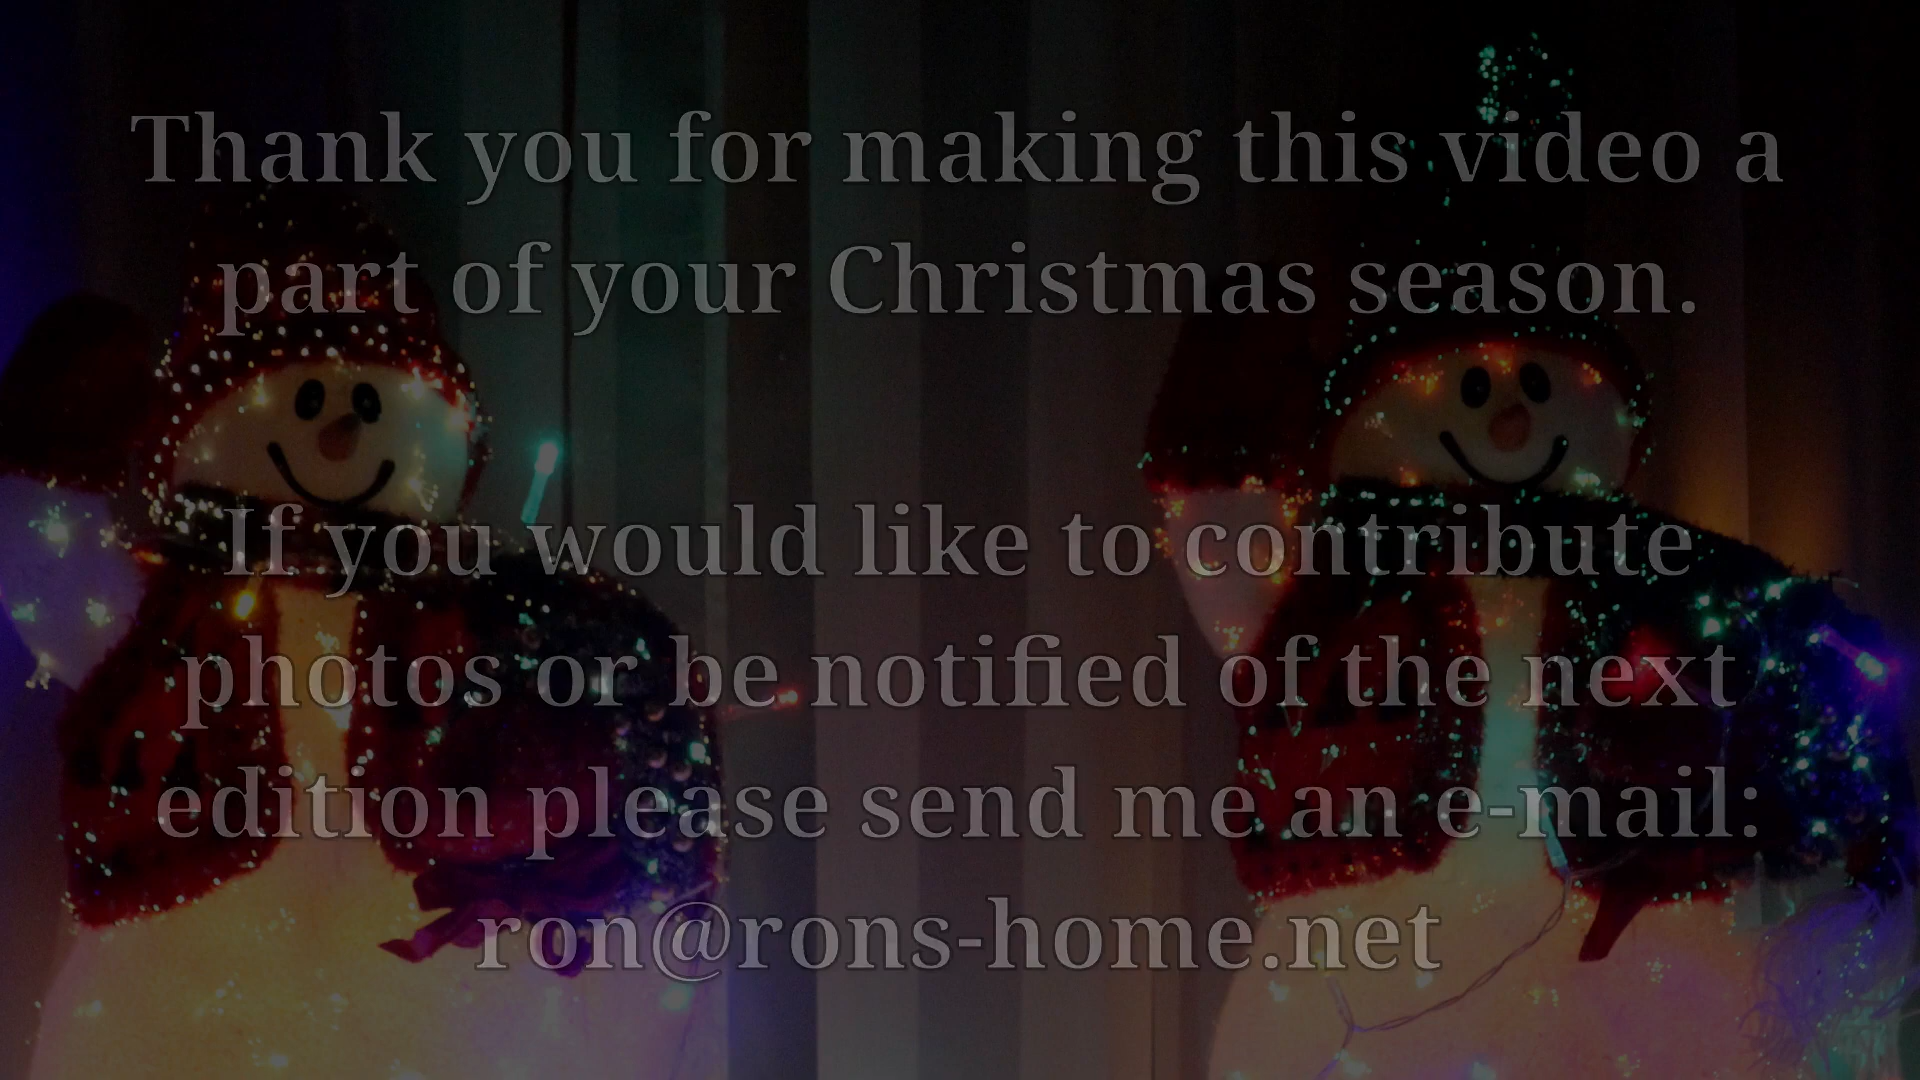 Thank you for making this video a
part of your Christmas season.
If you would like to contribute
photos or be notified of the next
edition please send me an e-mail:
ron@rons-home.net